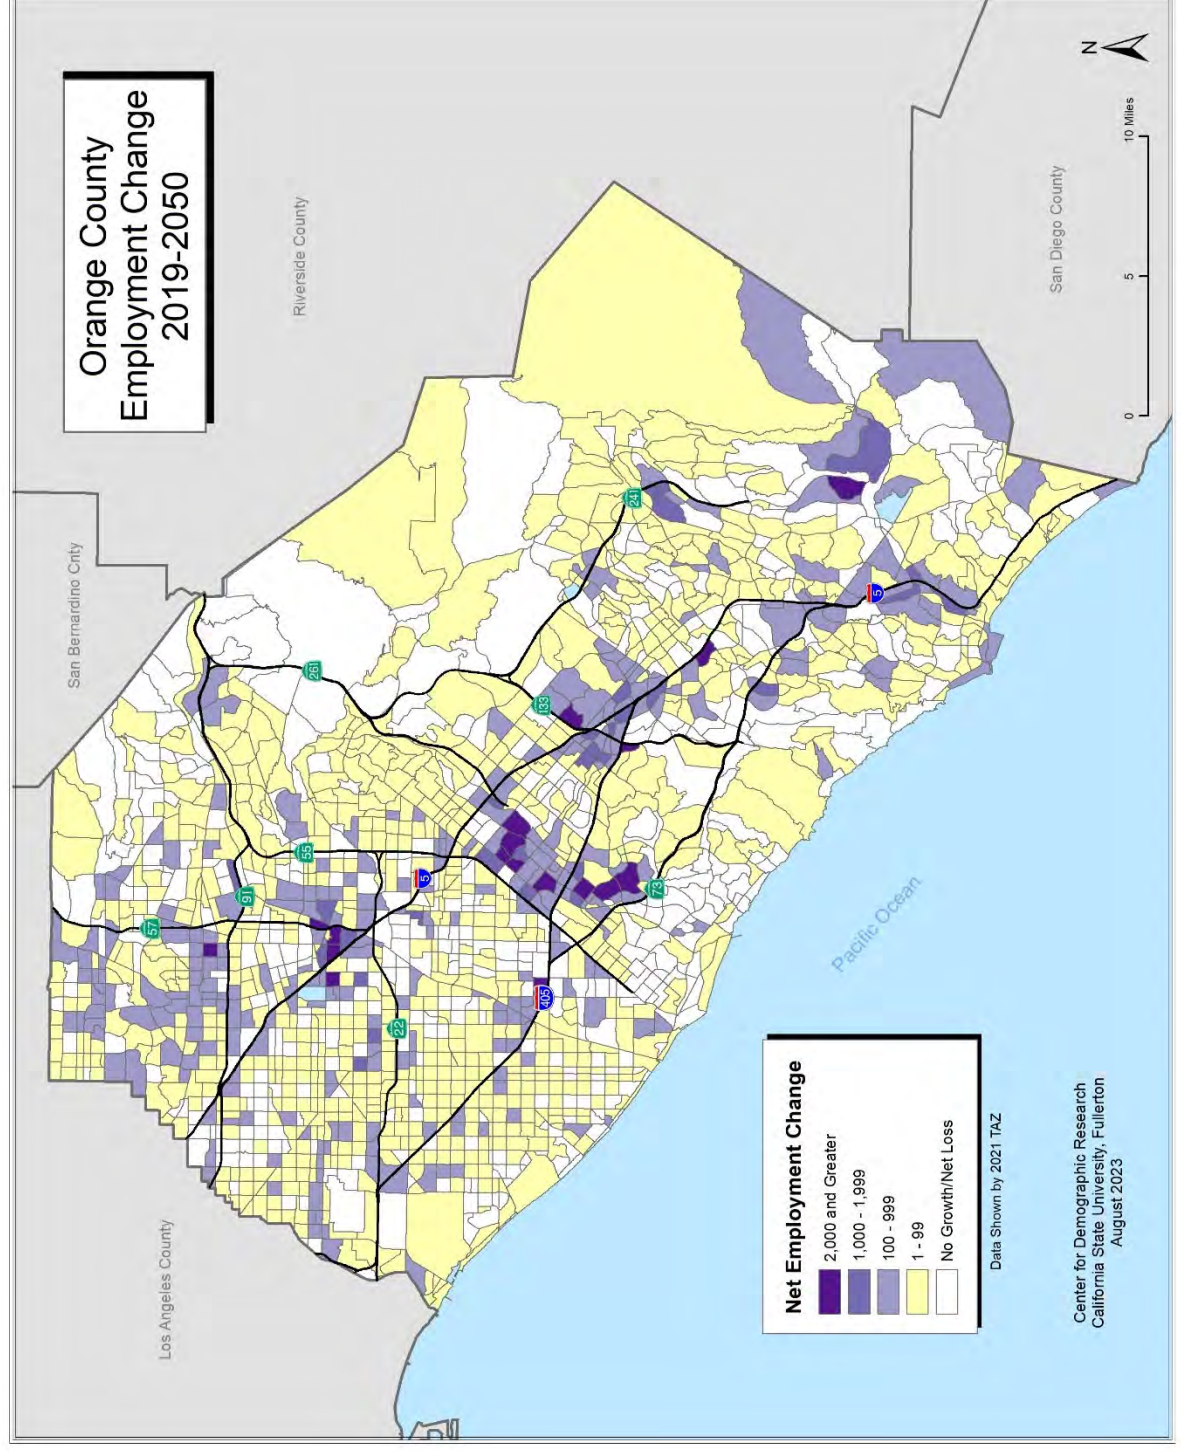 Orange County
Employment Change
2019-2050
San Bernardino Cnty
Riverside County
Los Angeles County
San Diego County
Pacific Ocean
N
0
5
10 Miles
57
91
55
261
241
133
5
22
405
73
5
Net Employment Change
2,000 and Greater
1,000 - 1,999
100 - 999
1 - 99
No Growth/Net Loss
Data Shown by 2021 TAZ
Center for Demographic Research
California State University, Fullerton
August 2023